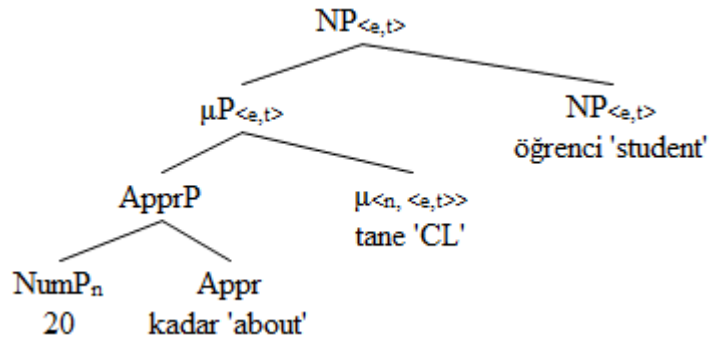 NP<e,t>
µP<e,t> NP<e,t>
öğrenci 'student'
ApprP µ<n, <e,t>>
tane 'CL'
NumPn Appr
20 kadar 'about'